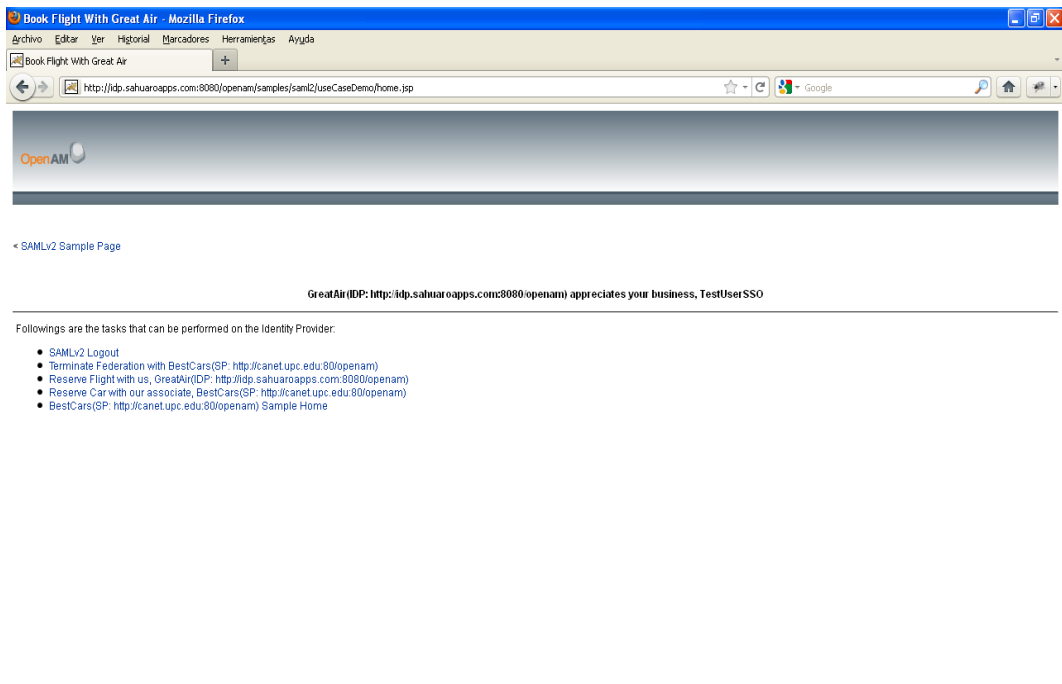 Book Flight With Great Air - Mozilla Firefox
Archivo Editar Ver Historial Marcadores Herramientas Ayuda
Book Flight With Great Air
http://idp.sahuaroapps.com:8080/openam/samples/saml2/useCaseDemo/home.jsp
Google
OpenAM
< SAMLv2 Sample Page
GreatAir(IDP: http://idp.sahuaroapps.com:8080/openam) appreciates your business, TestUserSSO
Followings are the tasks that can be performed on the Identity Provider:
SAMLv2 Logout
Terminate Federation with BestCars(SP: http://canet.upc.edu:80/openam)
Reserve Flight with us, GreatAir(IDP: http://idp.sahuaroapps.com:8080/openam)
Reserve Car with our associate, BestCars(SP: http://canet.upc.edu:80/openam)
BestCars(SP: http://canet.upc.edu:80/openam) Sample Home